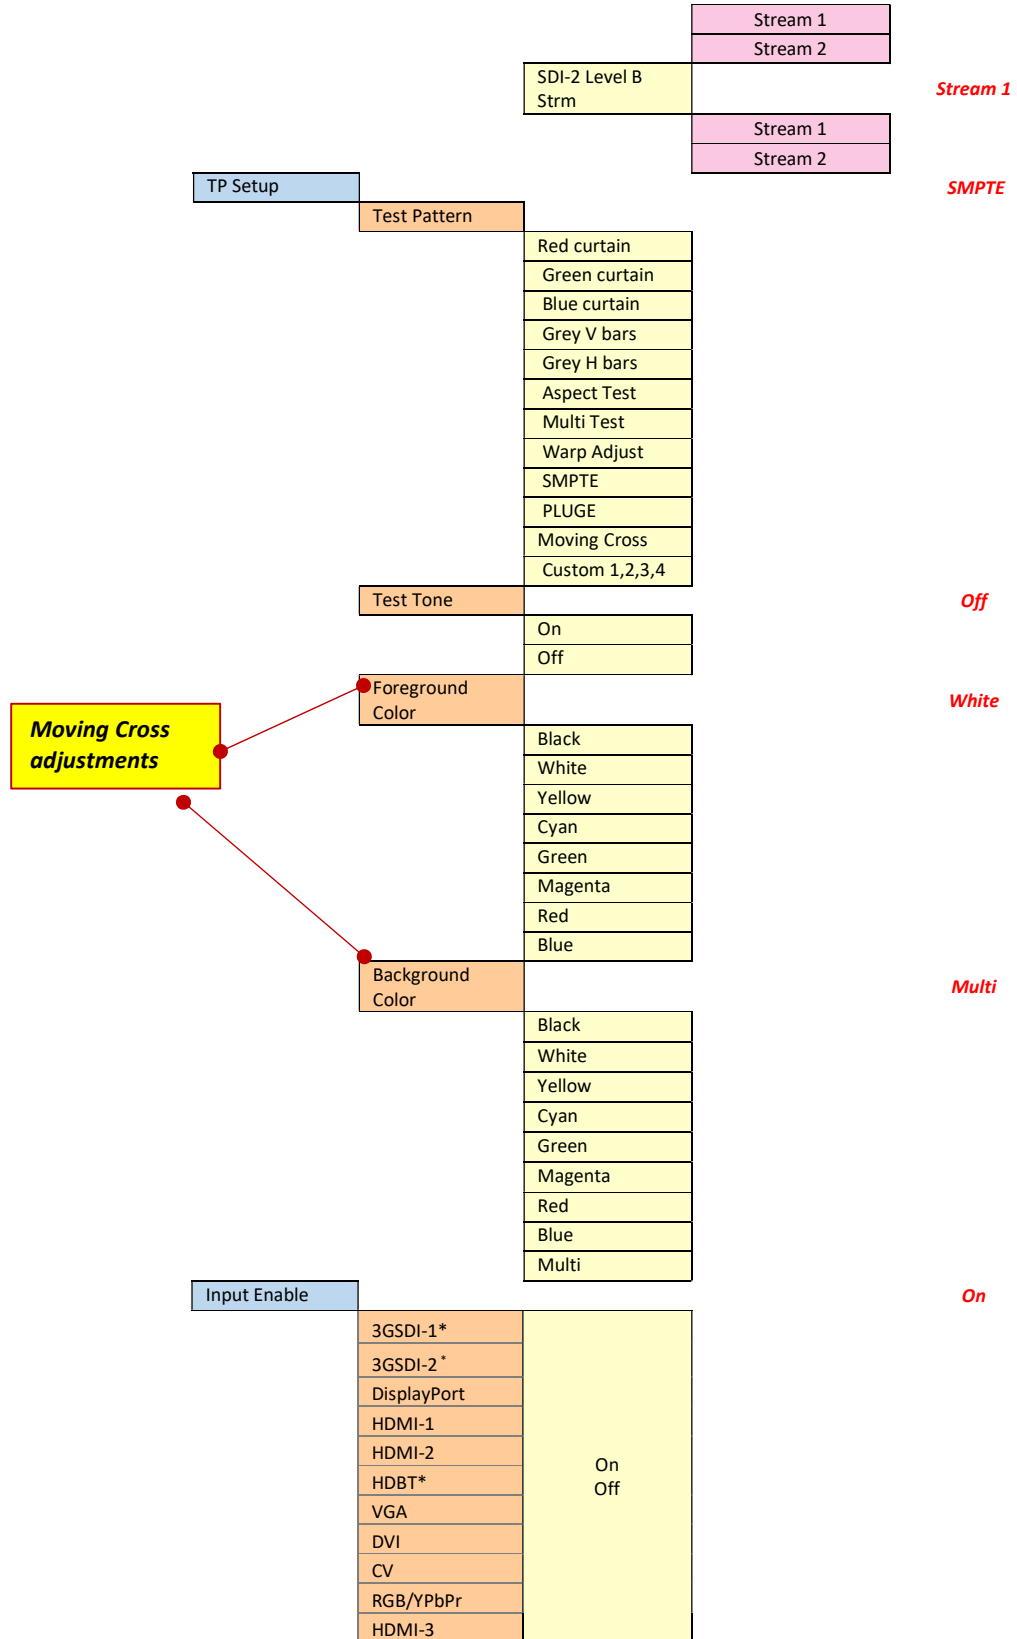 Stream 1
Stream 2
SDI-2 Level B
Strm
Stream 1
Stream 1
Stream 2
TP Setup
SMPTE
Test Pattern
Red curtain
Green curtain
Blue curtain
Grey V bars
Grey H bars
Aspect Test
Multi Test
Warp Adjust
SMPTE
PLUGE
Moving Cross
Custom 1,2,3,4
Test Tone
Off
On
Off
Foreground
Color
White
Moving Cross
adjustments
Black
White
Yellow
Cyan
Green
Magenta
Red
Blue
Background
Color
Multi
Black
White
Yellow
Cyan
Green
Magenta
Red
Blue
Multi
Input Enable
On
3GSDI-1*
3GSDI-2*
DisplayPort
HDMI-1
HDMI-2
HDBT*
VGA
DVI
CV
RGB/YPbPr
HDMI-3
On
Off